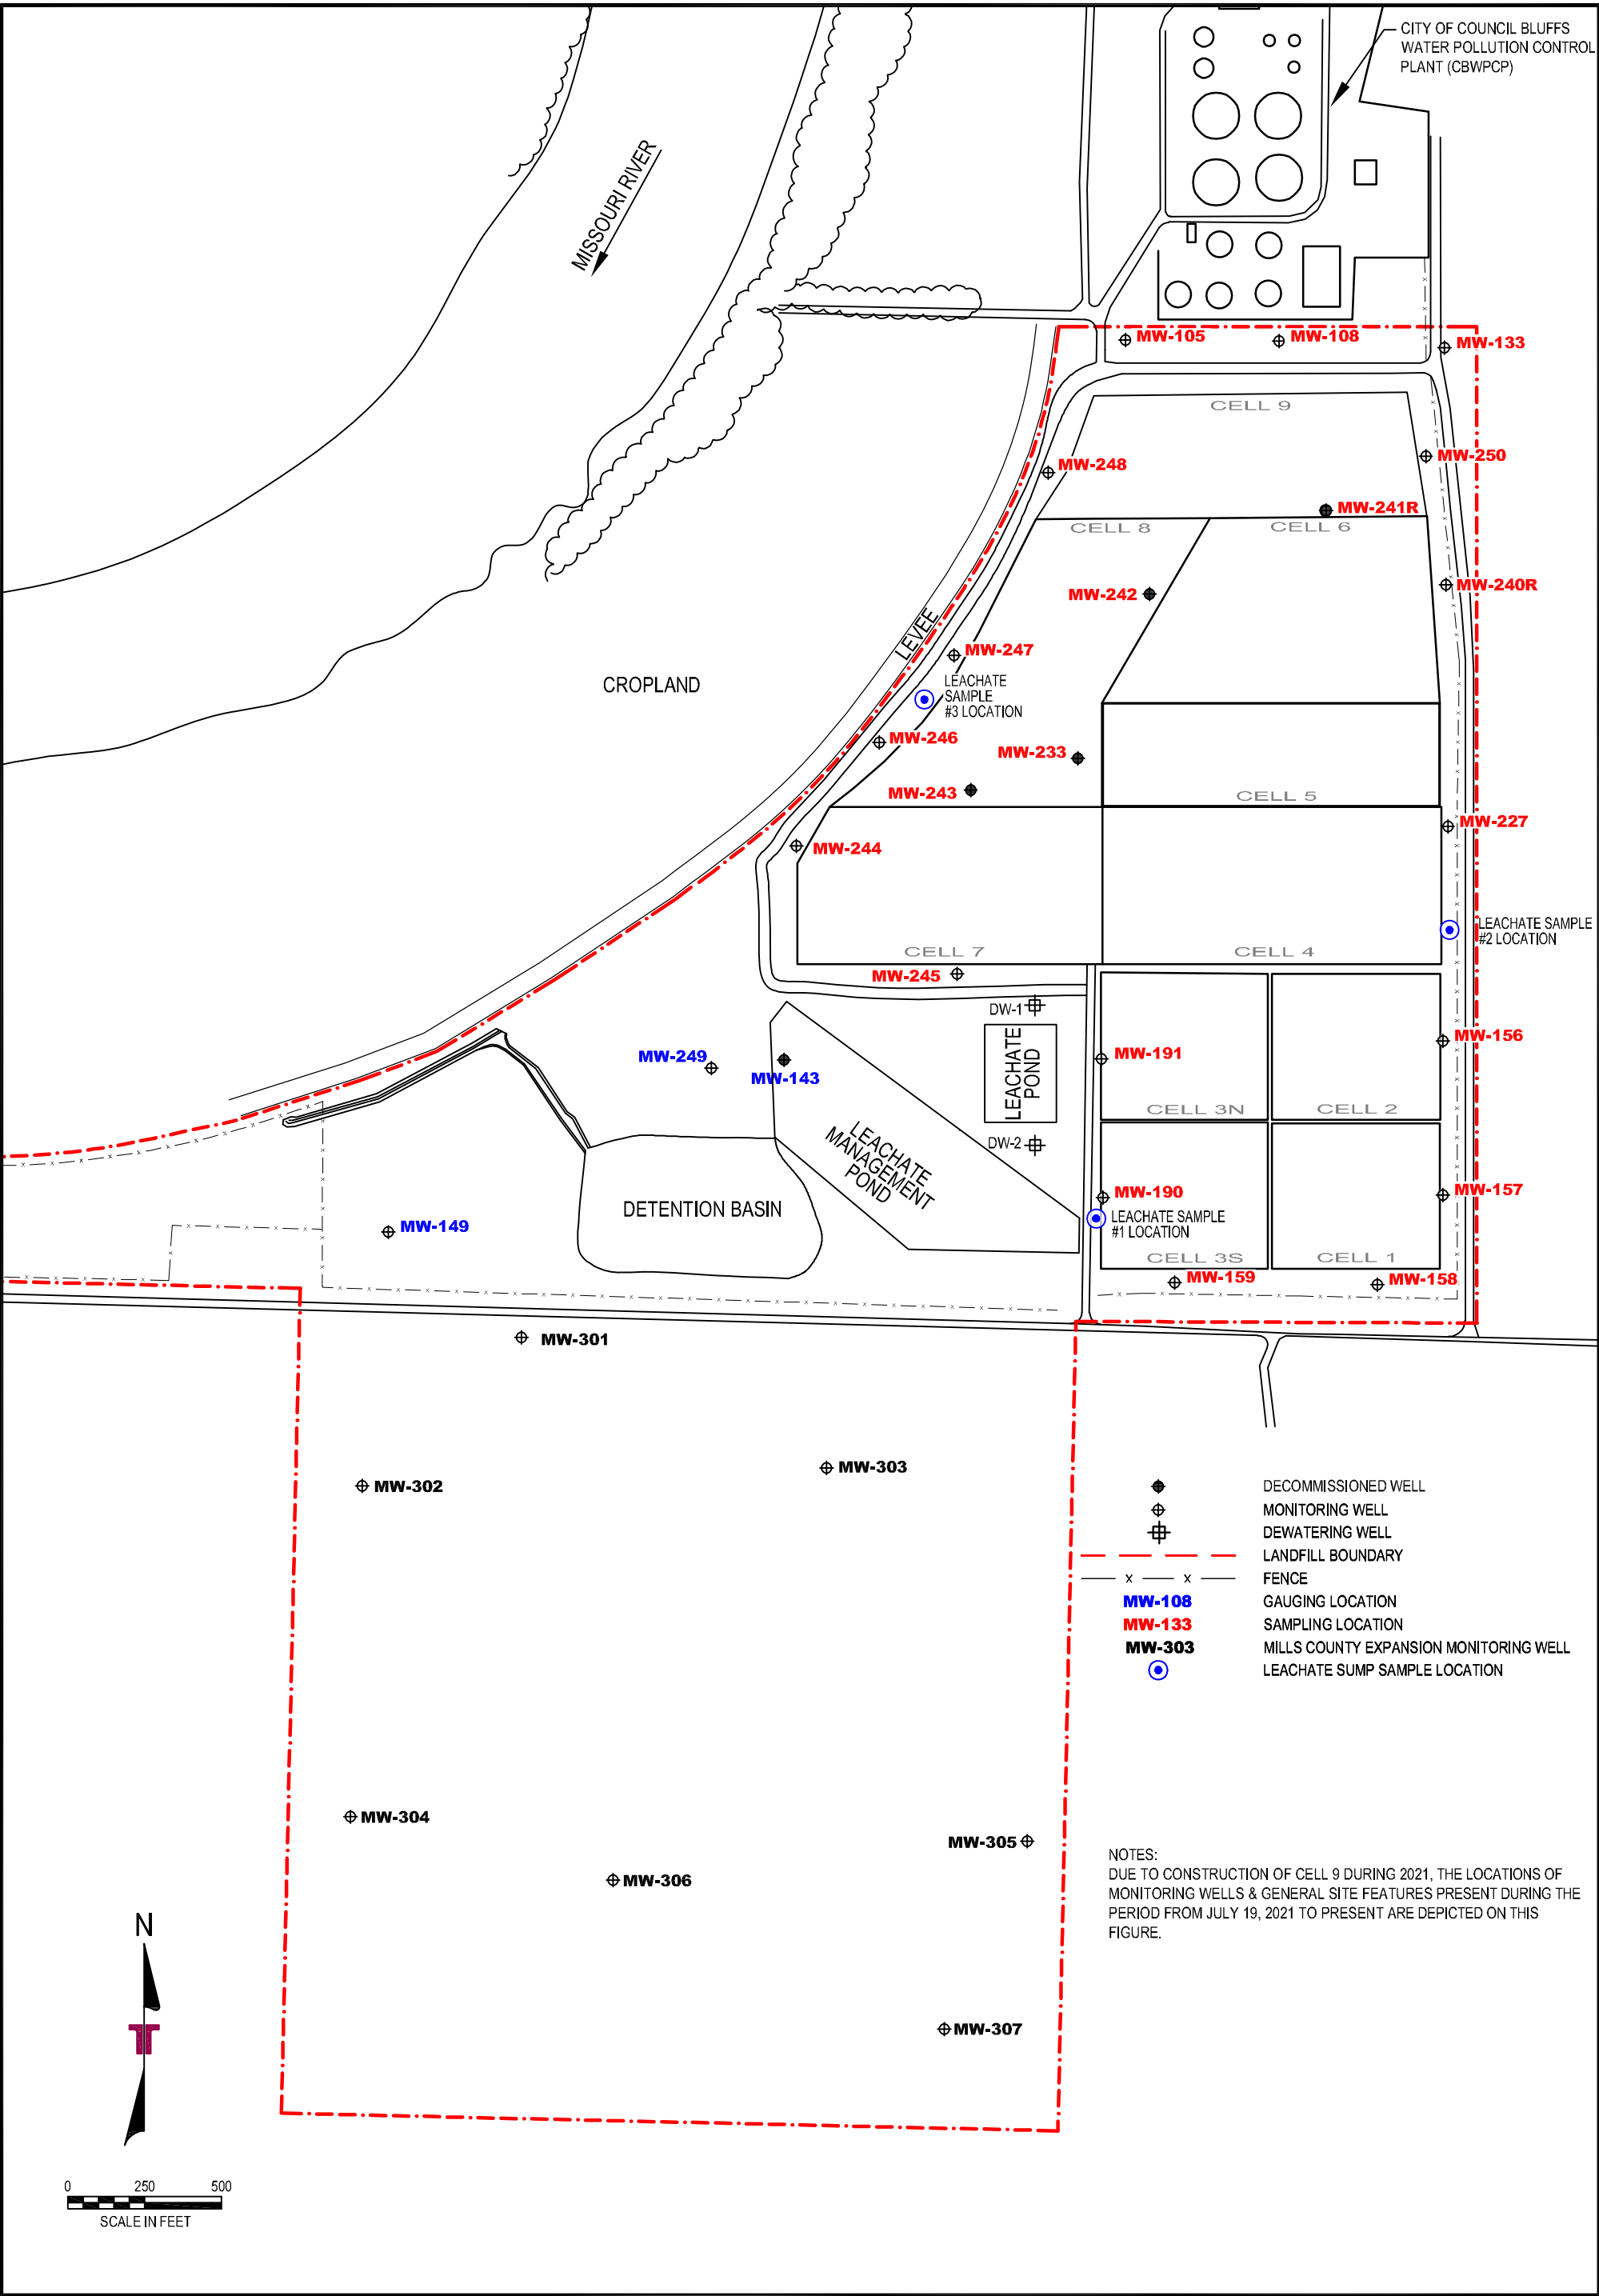 CITY OF COUNCIL BLUFFS
WATER POLLUTION CONTROL
PLANT (CBWPCP)
MISSOURI RIVER
MW-105
MW-108
MW-133
CELL 9
MW-248
MW-250
MW-241R
CELL 8
CELL 6
MW-240R
MW-242
LEVEE
MW-247
CROPLAND
LEACHATE
SAMPLE
#3 LOCATION
MW-246
MW-233
MW-243
CELL 5
MW-227
MW-244
LEACHATE SAMPLE
#2 LOCATION
CELL 7
CELL 4
MW-245
DW-1
LEACHATE
POND
MW-156
MW-249
MW-143
MW-191
CELL 3N
CELL 2
DW-2
LEACHATE
MANAGEMENT
POND
MW-190
MW-157
DETENTION BASIN
LEACHATE SAMPLE
#1 LOCATION
MW-149
CELL 3S
CELL 1
MW-159
MW-158
MW-301
MW-302
MW-303
DECOMMISSIONED WELL
MONITORING WELL
DEWATERING WELL
LANDFILL BOUNDARY
x x FENCE
MW-108 GAUGING LOCATION
MW-133 SAMPLING LOCATION
MW-303 MILLS COUNTY EXPANSION MONITORING WELL
LEACHATE SUMP SAMPLE LOCATION
MW-304
MW-305
MW-306
NOTES:
DUE TO CONSTRUCTION OF CELL 9 DURING 2021, THE LOCATIONS OF
MONITORING WELLS & GENERAL SITE FEATURES PRESENT DURING THE
PERIOD FROM JULY 19, 2021 TO PRESENT ARE DEPICTED ON THIS
FIGURE.
N
MW-307
0 250 500
SCALE IN FEET